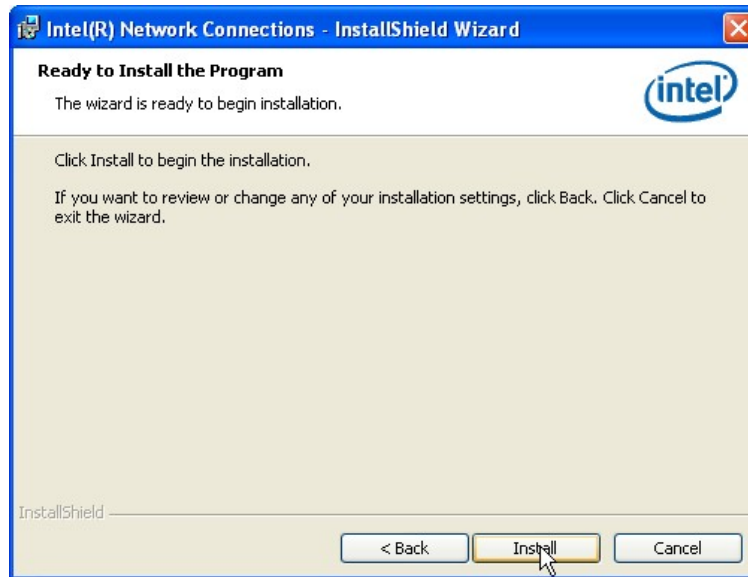 Intel(R) Network Connections - InstallShield Wizard
Ready to Install the Program
The wizard is ready to begin installation.
intel
Click Install to begin the installation.
If you want to review or change any of your installation settings, click Back. Click Cancel to
exit the wizard.
InstallShield
< Back
Install
Cancel